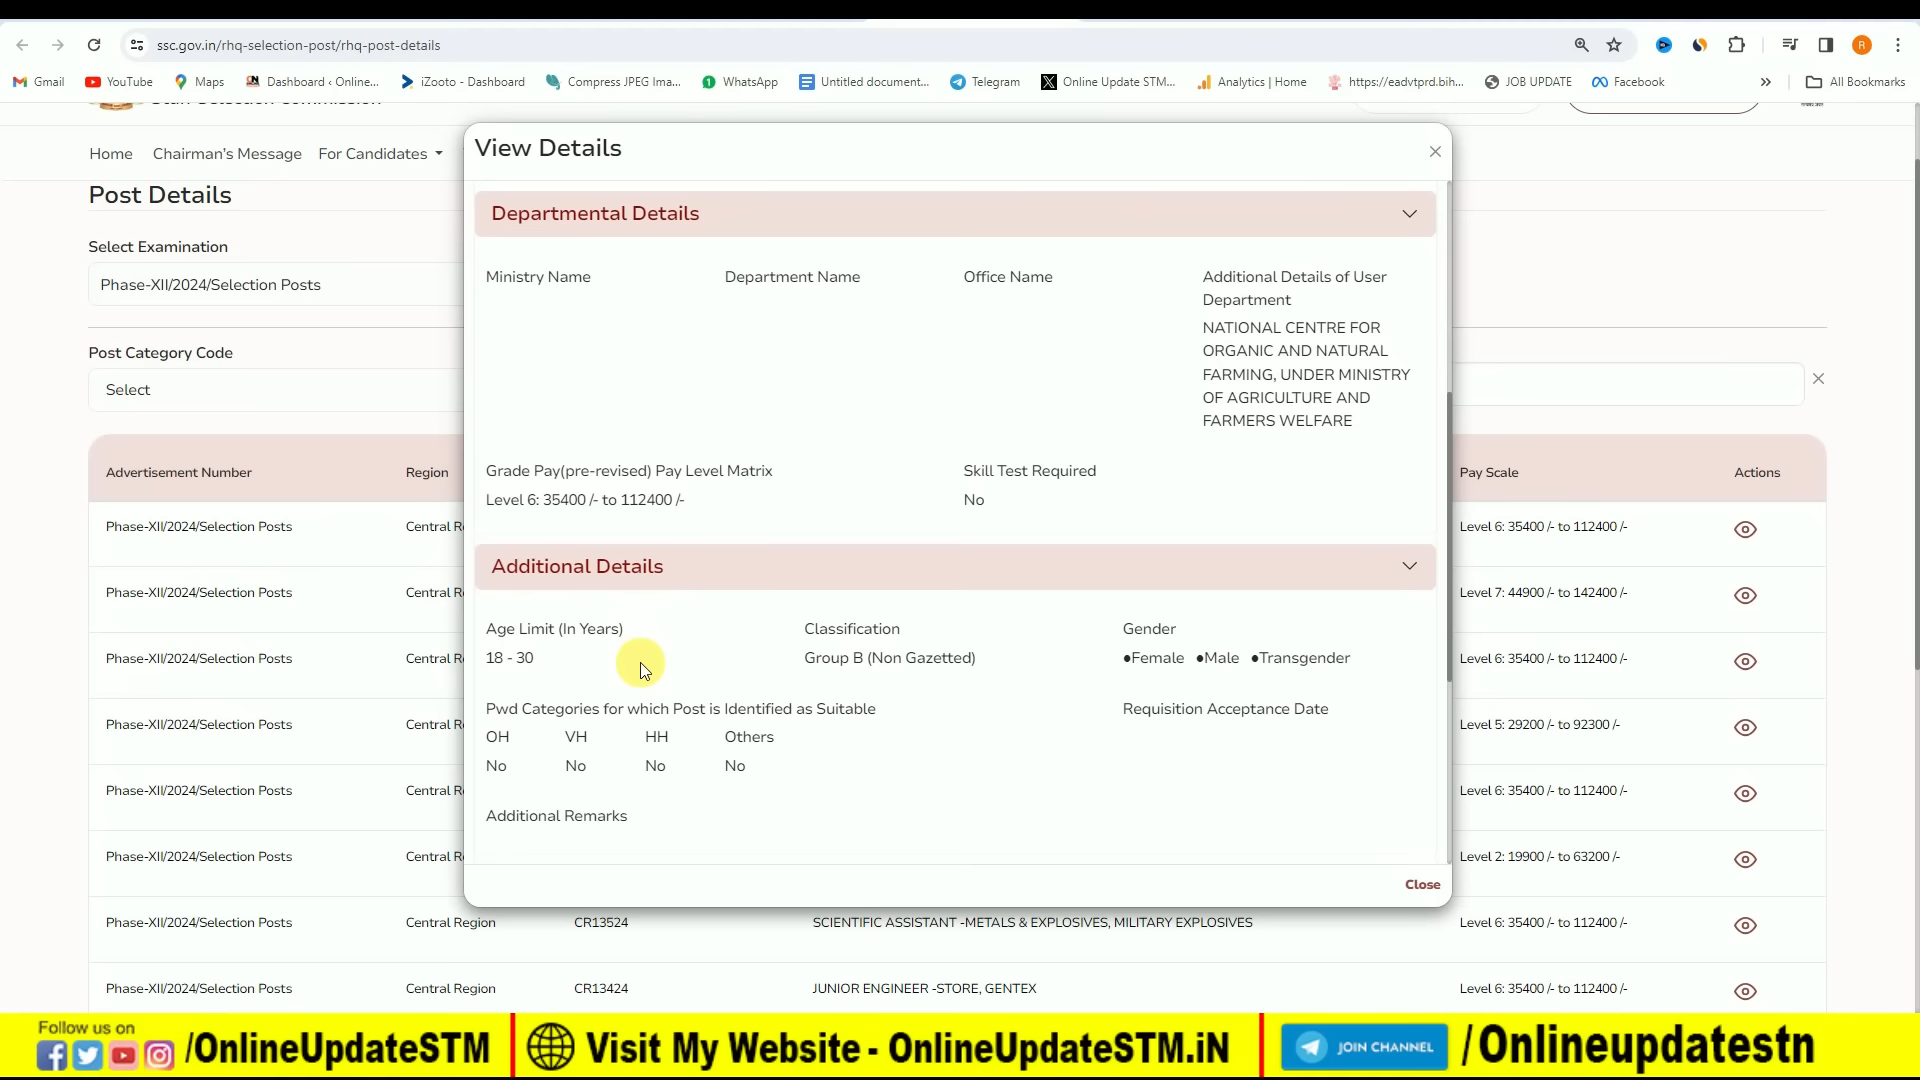 ssc.gov.in/rhq-selection-post/rhq-post-details
Gmail YouTube Maps Dashboard ‹ Online... iZooto - Dashboard Compress JPEG Ima... WhatsApp Untitled document... Telegram Online Update STM... Analytics | Home https://eadvtprd.bih... JOB UPDATE Facebook » All Bookmarks
Home Chairman's Message For Candidates
Post Details
Select Examination
Phase-XII/2024/Selection Posts
Post Category Code
Select
View Details
Departmental Details
Ministry Name Department Name Office Name Additional Details of User
Department
NATIONAL CENTRE FOR
ORGANIC AND NATURAL
FARMING, UNDER MINISTRY
OF AGRICULTURE AND
FARMERS WELFARE
Grade Pay(pre-revised) Pay Level Matrix Skill Test Required
Level 6: 35400 /- to 112400 /- No
Additional Details
Age Limit (In Years) Classification Gender
18 - 30 Group B (Non Gazetted) •Female •Male •Transgender
Pwd Categories for which Post is Identified as Suitable Requisition Acceptance Date
OH VH HH Others
No No No No
Additional Remarks
Close
Advertisement Number Region Pay Scale Actions
Phase-XII/2024/Selection Posts Central R Level 6: 35400 /- to 112400 /-
Phase-XII/2024/Selection Posts Central R Level 7: 44900 /- to 142400 /-
Phase-XII/2024/Selection Posts Central R Level 6: 35400 /- to 112400 /-
Phase-XII/2024/Selection Posts Central R Level 5: 29200 /- to 92300 /-
Phase-XII/2024/Selection Posts Central R Level 6: 35400 /- to 112400 /-
Phase-XII/2024/Selection Posts Central R Level 2: 19900 /- to 63200 /-
Phase-XII/2024/Selection Posts Central Region CR13524 SCIENTIFIC ASSISTANT -METALS & EXPLOSIVES, MILITARY EXPLOSIVES Level 6: 35400 /- to 112400 /-
Phase-XII/2024/Selection Posts Central Region CR13424 JUNIOR ENGINEER -STORE, GENTEX Level 6: 35400 /- to 112400 /-
Follow us on
/OnlineUpdateSTM Visit My Website - OnlineUpdateSTM.iN JOIN CHANNEL /Onlineupdatestn